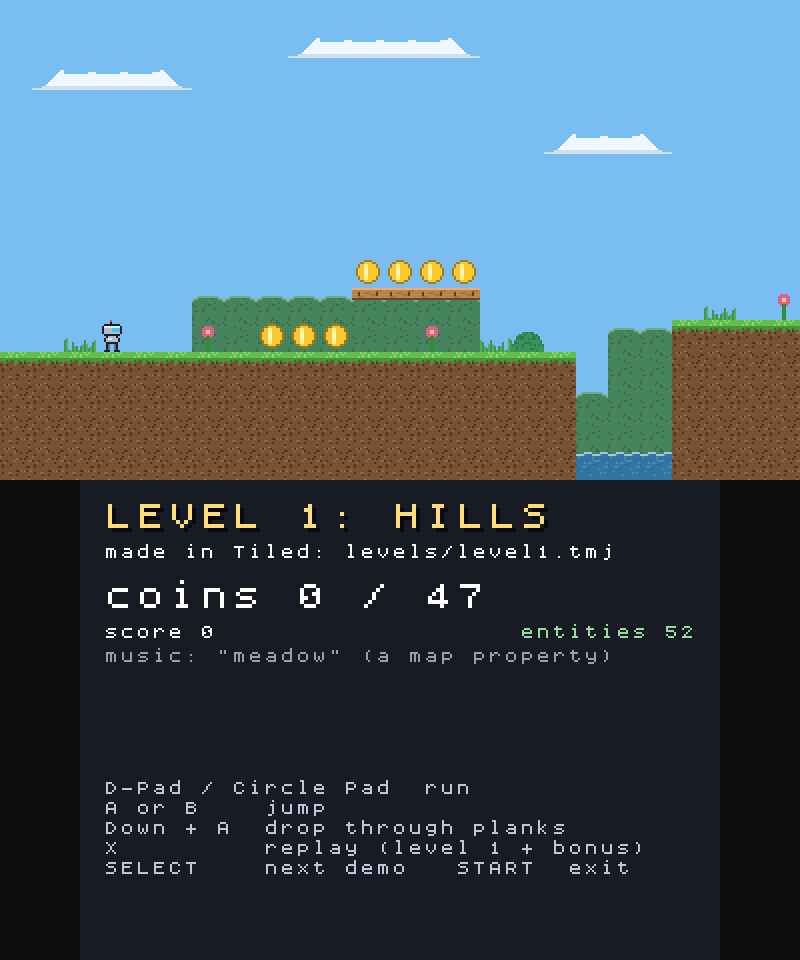 LEVEL 1: HILLS
made in Tiled: levels/level1.tmj
coins 0 / 47
score 0 entities 52
music: "meadow" (a map property)
D-Pad / Circle Pad run
A or B jump
Down + A drop through planks
X replay (level 1 + bonus)
SELECT next demo START exit